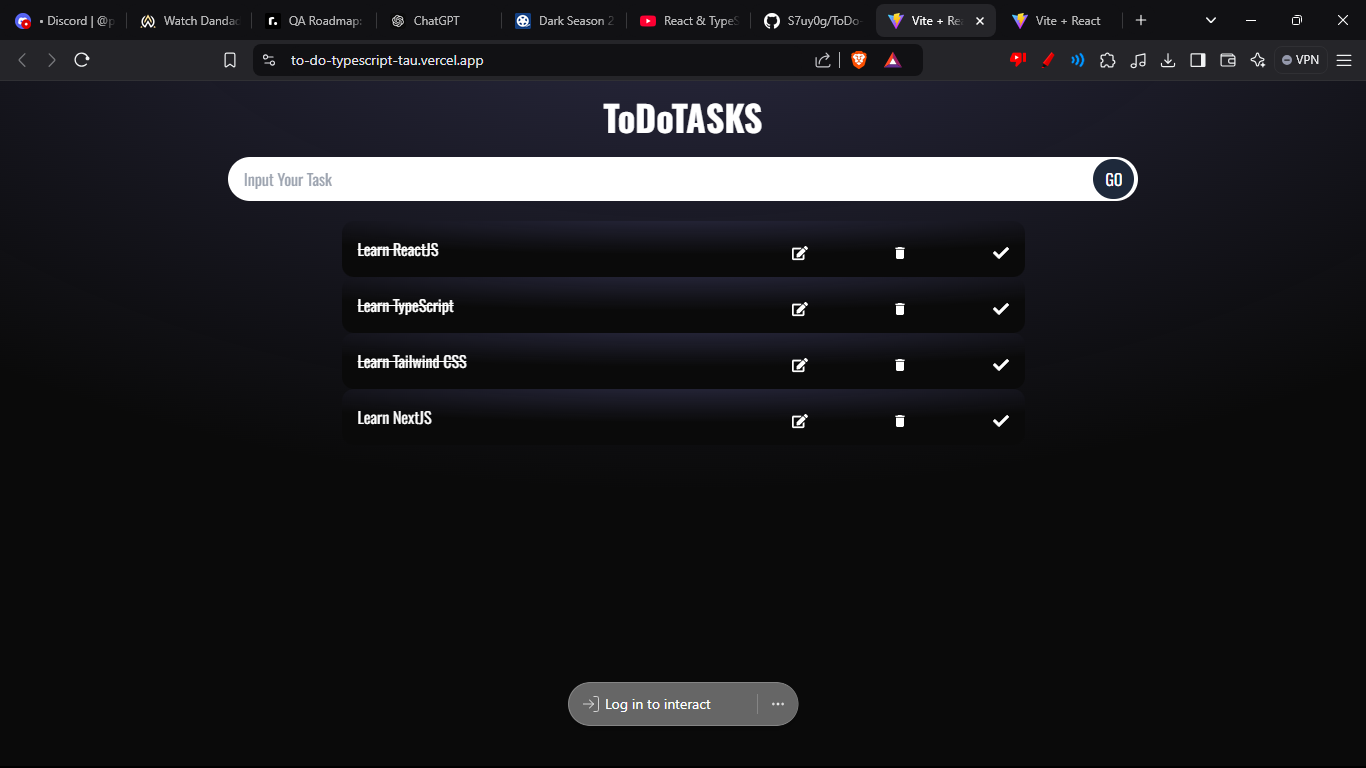 • Discord | @p
Watch Dandad
QA Roadmap:
ChatGPT
Dark Season 2
React & TypeS
S7uy0g/ToDo-
Vite + Re
Vite + React
to-do-typescript-tau.vercel.app
VPN
ToDoTASKS
Input Your Task
GO
Learn ReactJS
Learn TypeScript
Learn Tailwind CSS
Learn NextJS
Log in to interact